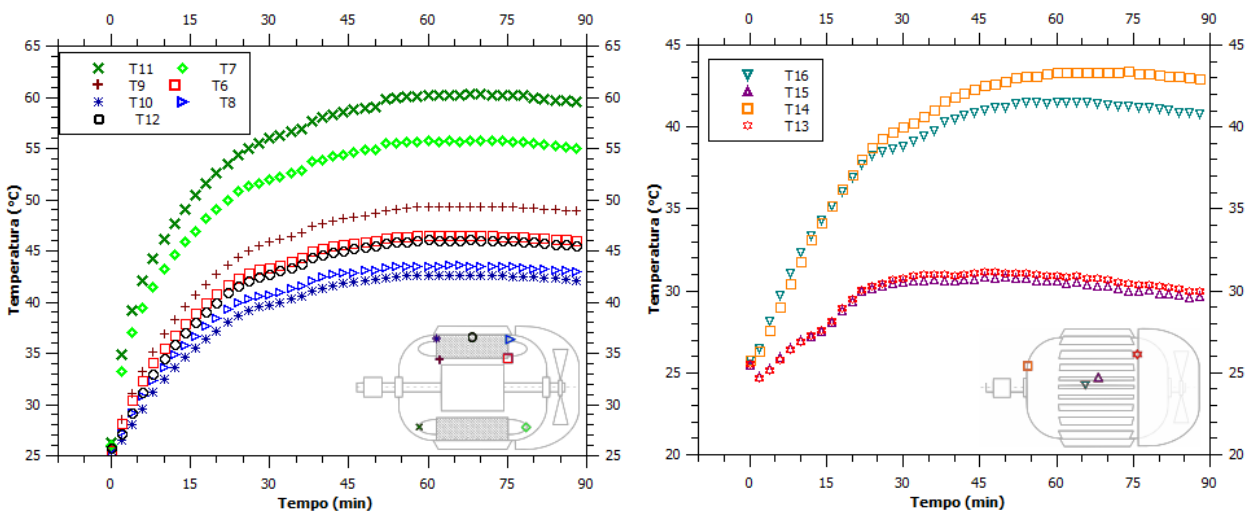 0 15 30 45 60 75 90
65 65
60 60
55 55
50 50
45 45
40 40
35 35
30 30
25 25
0 15 30 45 60 75 90
Temperatura (°C)
Tempo (min)
T11 T7
T9 T6
T10 T8
T12
0 15 30 45 60 75 90
45 45
40 40
35 35
30 30
25 25
20 20
0 15 30 45 60 75 90
Temperatura (°C)
Tempo (min)
T16
T15
T14
T13